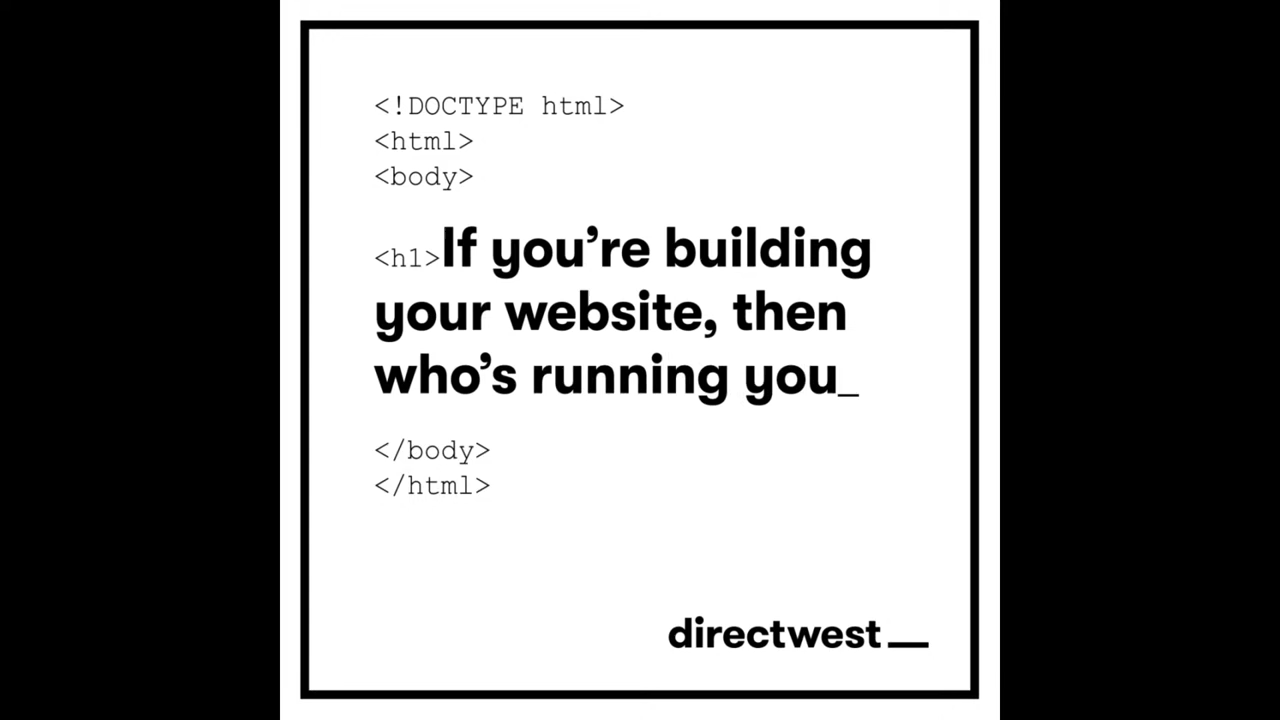 <!DOCTYPE html>
<html>
<body>
<h1>If you’re building
your website, then
who’s running you_
</body>
</html>
directwest